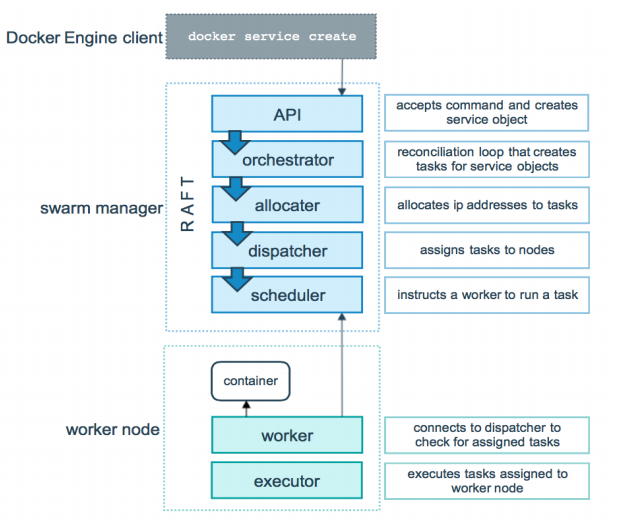 Docker Engine client
docker service create
API
accepts command and creates
service object
orchestrator
reconciliation loop that creates
tasks for service objects
swarm manager
RAFT
allocater
allocates ip addresses to tasks
dispatcher
assigns tasks to nodes
scheduler
instructs a worker to run a task
container
worker node
worker
connects to dispatcher to
check for assigned tasks
executor
executes tasks assigned to
worker node